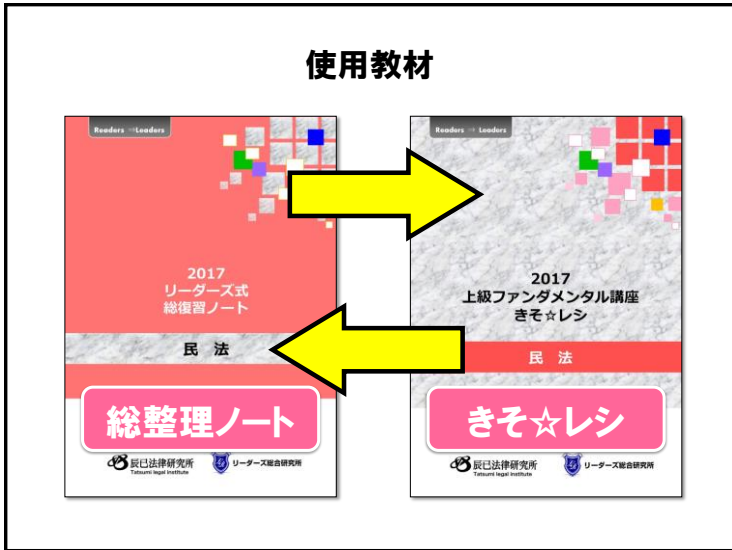 使用教材
Readers ⇒Leaders
2017
リーダーズ式
総復習ノート
民 法
総整理ノート
辰已法律研究所
Tatsumi legal institute
リーダーズ総合研究所
Readers ⇒ Leaders
2017
上級ファンダメンタル講座
きそ☆レシ
民 法
きそ☆レシ
辰已法律研究所
Tatsumi legal institute
リーダーズ総合研究所